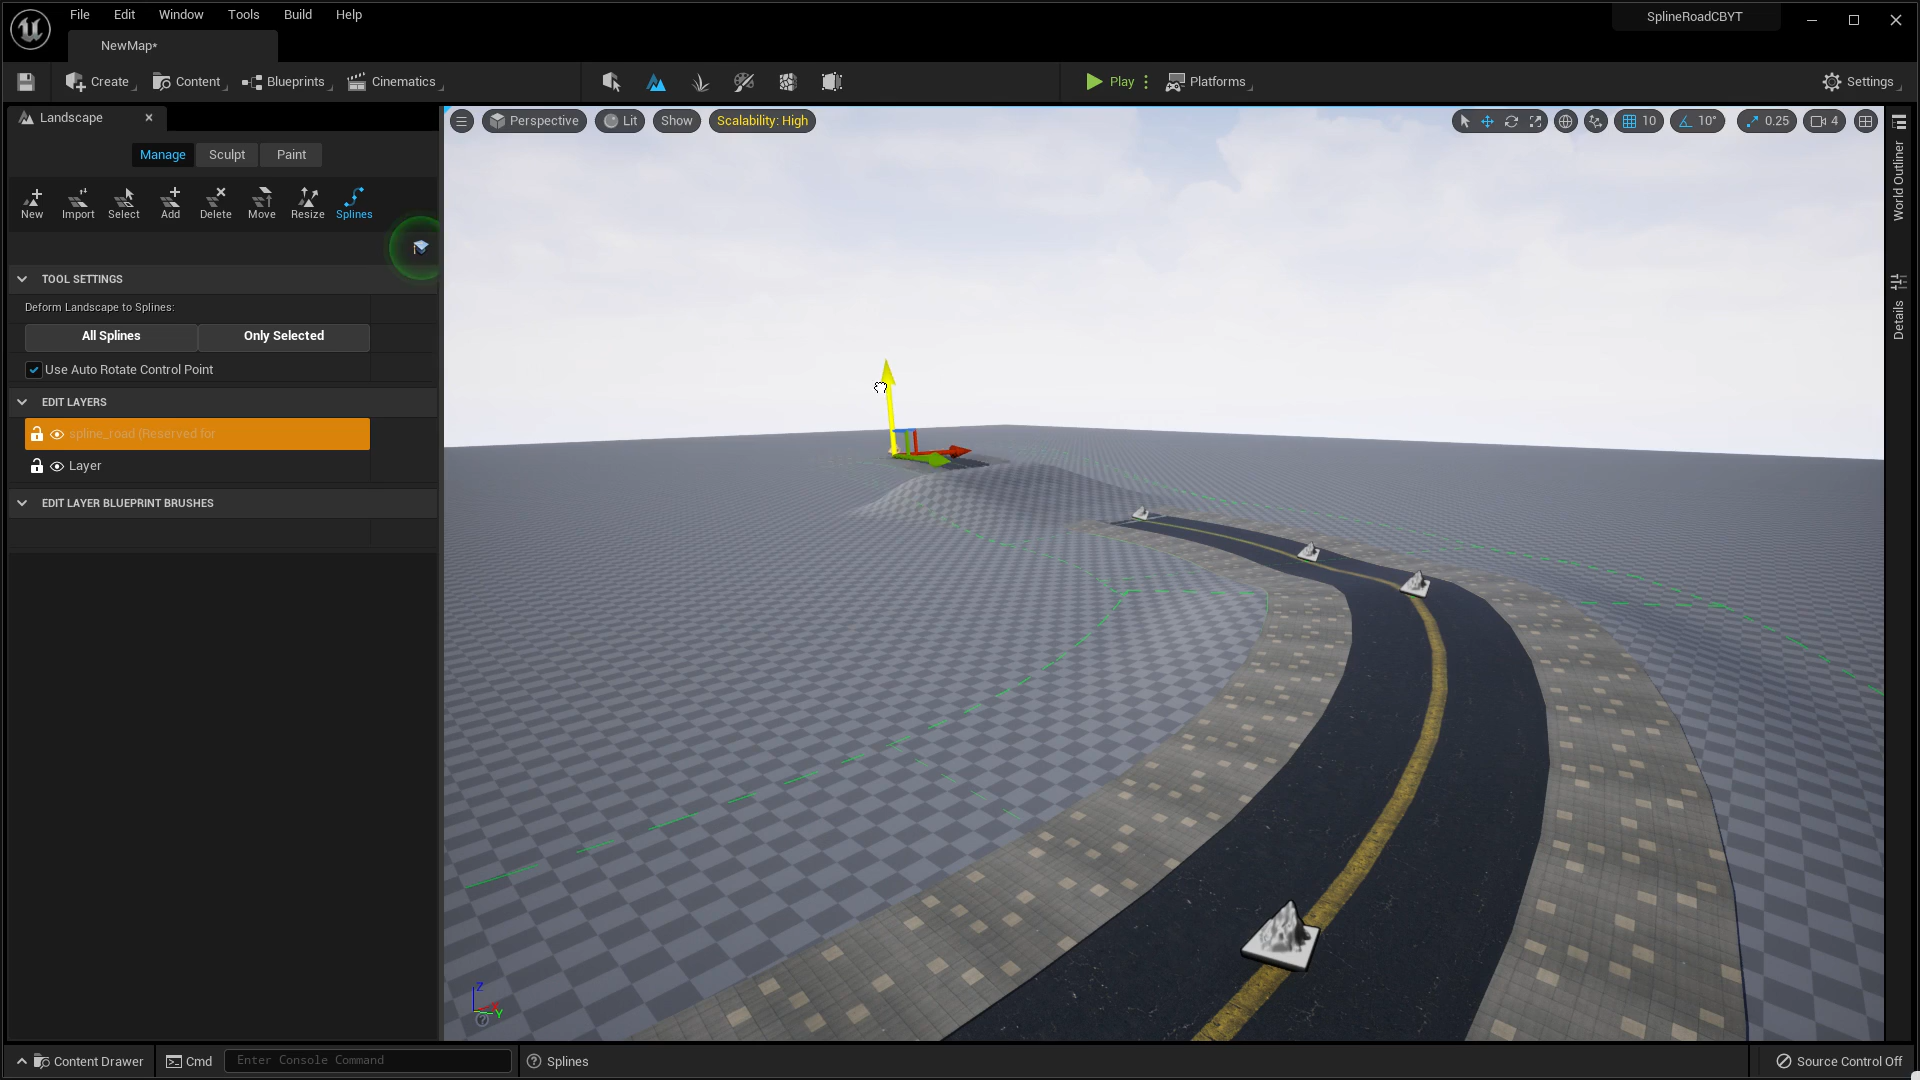 File Edit Window Tools Build Help
SplineRoadCBYT
NewMap*
Create Content Blueprints Cinematics Play Platforms Settings
Landscape
Perspective Lit Show Scalability: High 10 10° 0.25 4
Manage Sculpt Paint
New Import Select Add Delete Move Resize Splines
World Outliner
Details
TOOL SETTINGS
Deform Landscape to Splines:
All Splines Only Selected
Use Auto Rotate Control Point
EDIT LAYERS
spline_road (Reserved for
Layer
EDIT LAYER BLUEPRINT BRUSHES
Z
X
Y
Content Drawer Cmd Enter Console Command Splines Source Control Off